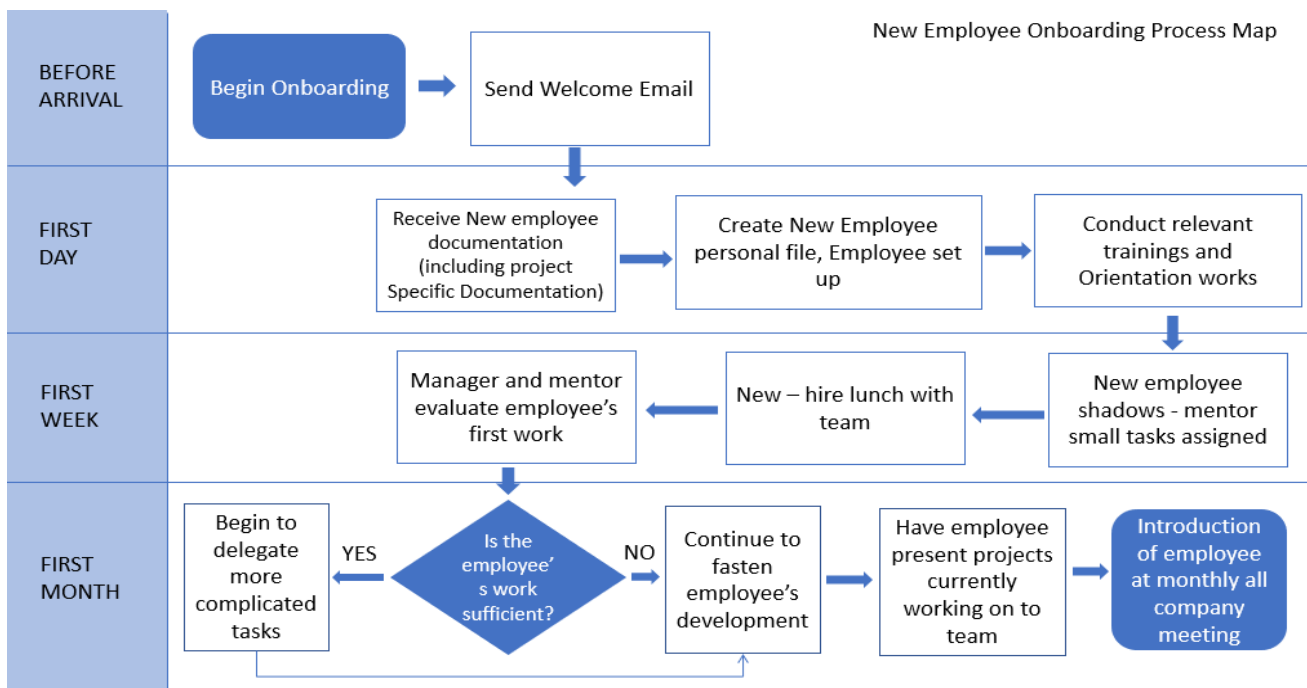 New Employee Onboarding Process Map
BEFORE
ARRIVAL
Begin Onboarding
Send Welcome Email
FIRST
DAY
Receive New employee
documentation
(including project
Specific Documentation)
Create New Employee
personal file, Employee set
up
Conduct relevant
trainings and
Orientation works
FIRST
WEEK
Manager and mentor
evaluate employee’s
first work
New – hire lunch with
team
New employee
shadows - mentor
small tasks assigned
FIRST
MONTH
Begin to
delegate
more
complicated
tasks
YES
Is the
employee’
s work
sufficient?
NO
Continue to
fasten
employee’s
development
Have employee
present projects
currently
working on to
team
Introduction
of employee
at monthly all
company
meeting